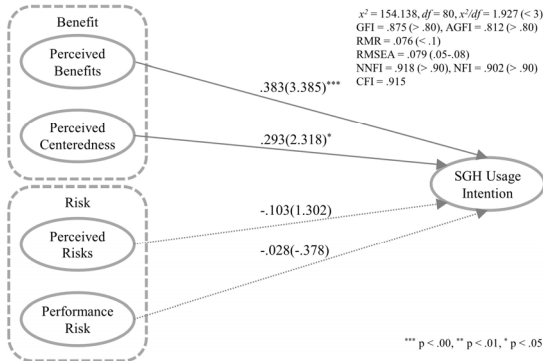 Benefit
Perceived
Benefits
Perceived
Centeredness
Risk
Perceived
Risks
Performance
Risk
.383(3.385)***
.293(2.318)*
-.103(1.302)
-.028(-.378)
SGH Usage
Intention
x² = 154.138, df = 80, x²/df = 1.927 (< 3)
GFI = .875 (> .80), AGFI = .812 (> .80)
RMR = .076 (< .1)
RMSEA = .079 (.05-.08)
NNFI = .918 (> .90), NFI = .902 (> .90)
CFI = .915
*** p < .00, ** p < .01, * p < .05